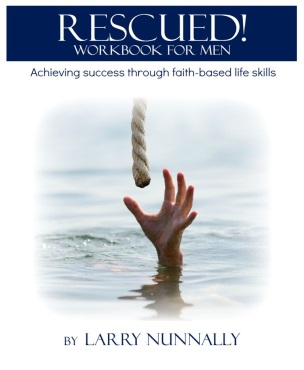 RESCUED!
WORKBOOK FOR MEN
Achieving success through faith-based life skills
BY LARRY NUNNALLY